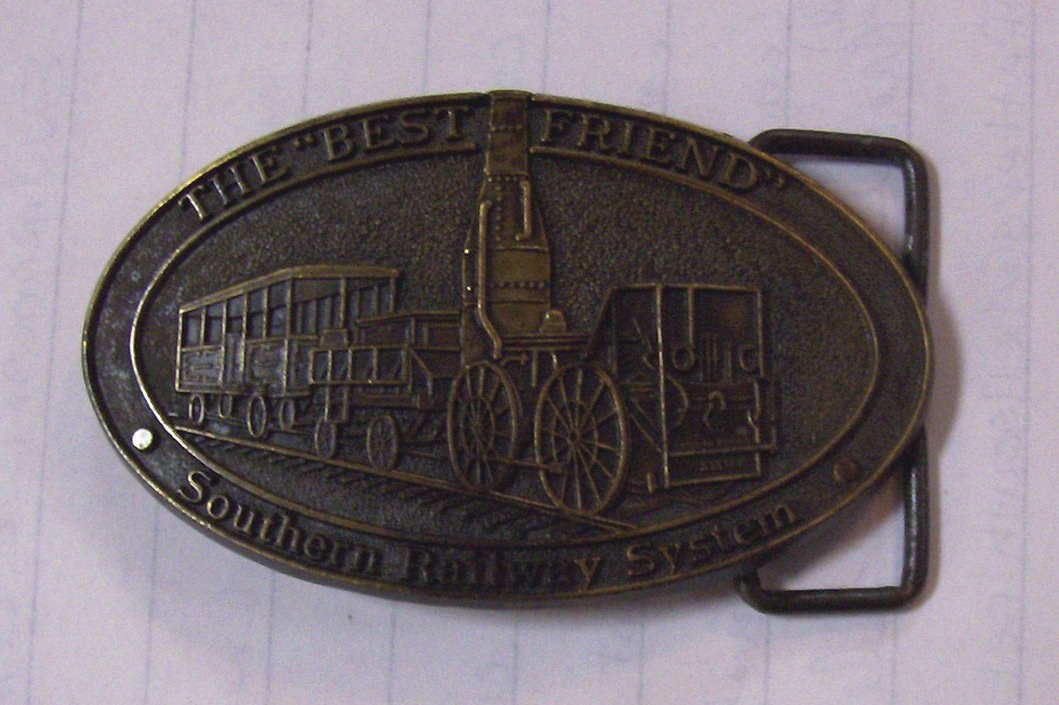 THE "BEST FRIEND"
Southern Railway System